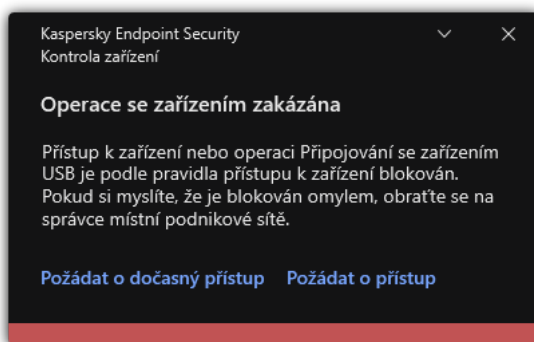 Kaspersky Endpoint Security
Kontrola zařízení
Operace se zařízením zakázána
Přístup k zařízení nebo operaci Připojování se zařízením
USB je podle pravidla přístupu k zařízení blokován.
Pokud si myslíte, že je blokován omylem, obraťte se na
správce místní podnikové sítě.
Požádat o dočasný přístup Požádat o přístup